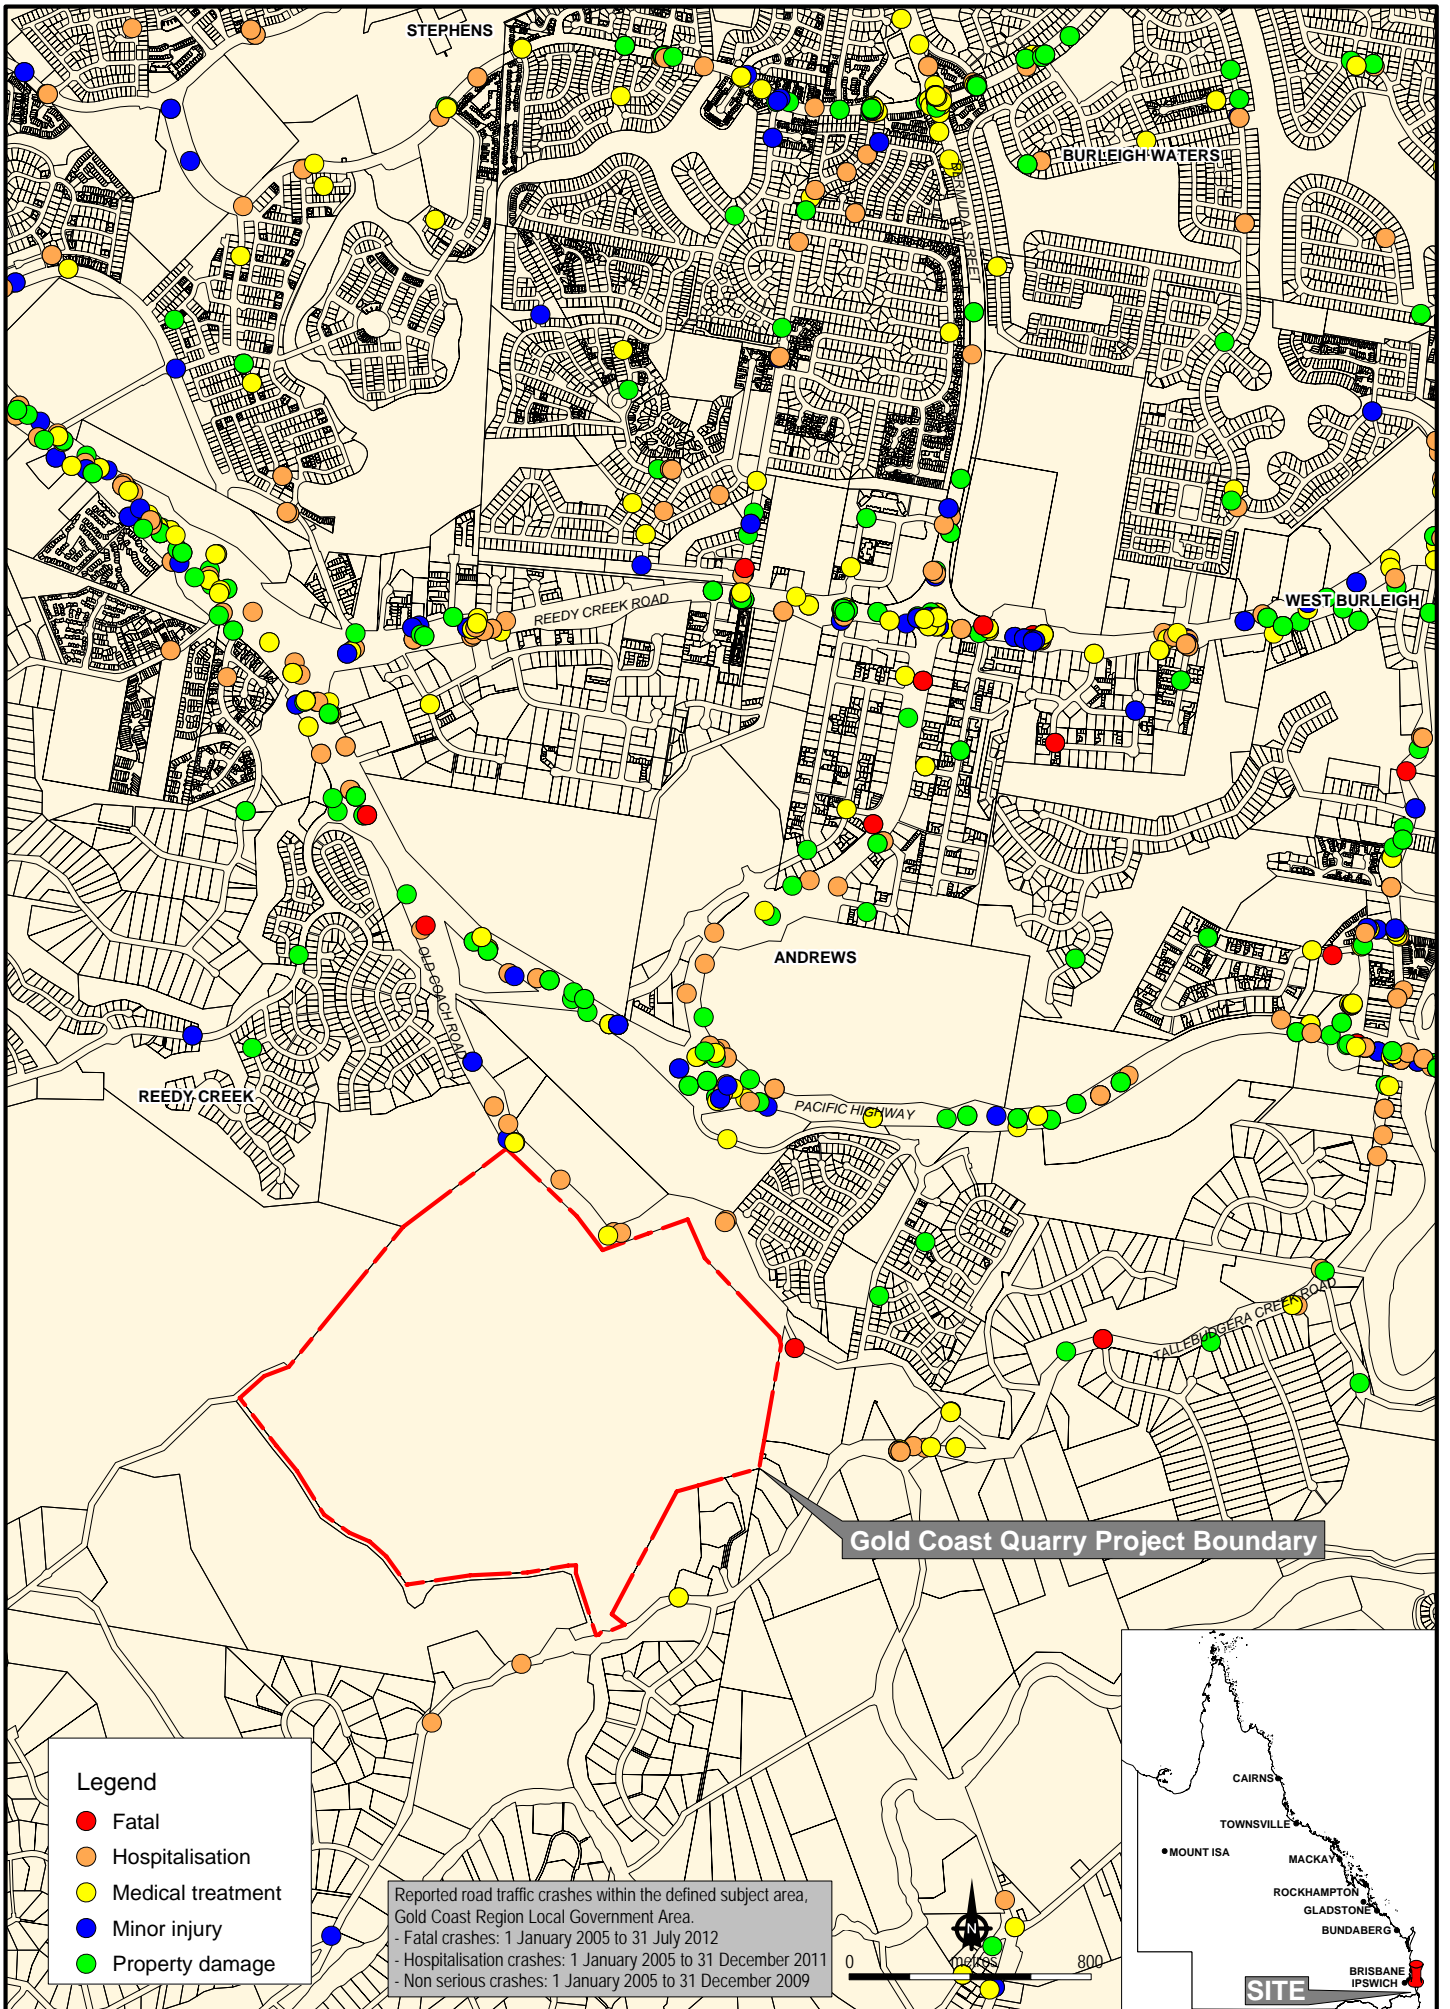 STEPHENS
BURLEIGH WATERS
BERMUDA STREET
WEST BURLEIGH
REEDY CREEK ROAD
ANDREWS
OLD COACH ROAD
REEDY CREEK
PACIFIC HIGHWAY
TALLEBUDGERA CREEK ROAD
Gold Coast Quarry Project Boundary
Legend
Fatal
Hospitalisation
Medical treatment
Minor injury
Property damage
Reported road traffic crashes within the defined subject area,
Gold Coast Region Local Government Area.
- Fatal crashes: 1 January 2005 to 31 July 2012
- Hospitalisation crashes: 1 January 2005 to 31 December 2011
- Non serious crashes: 1 January 2005 to 31 December 2009
N
0 metres 800
CAIRNS
TOWNSVILLE
MOUNT ISA
MACKAY
ROCKHAMPTON
GLADSTONE
BUNDABERG
BRISBANE
IPSWICH
SITE